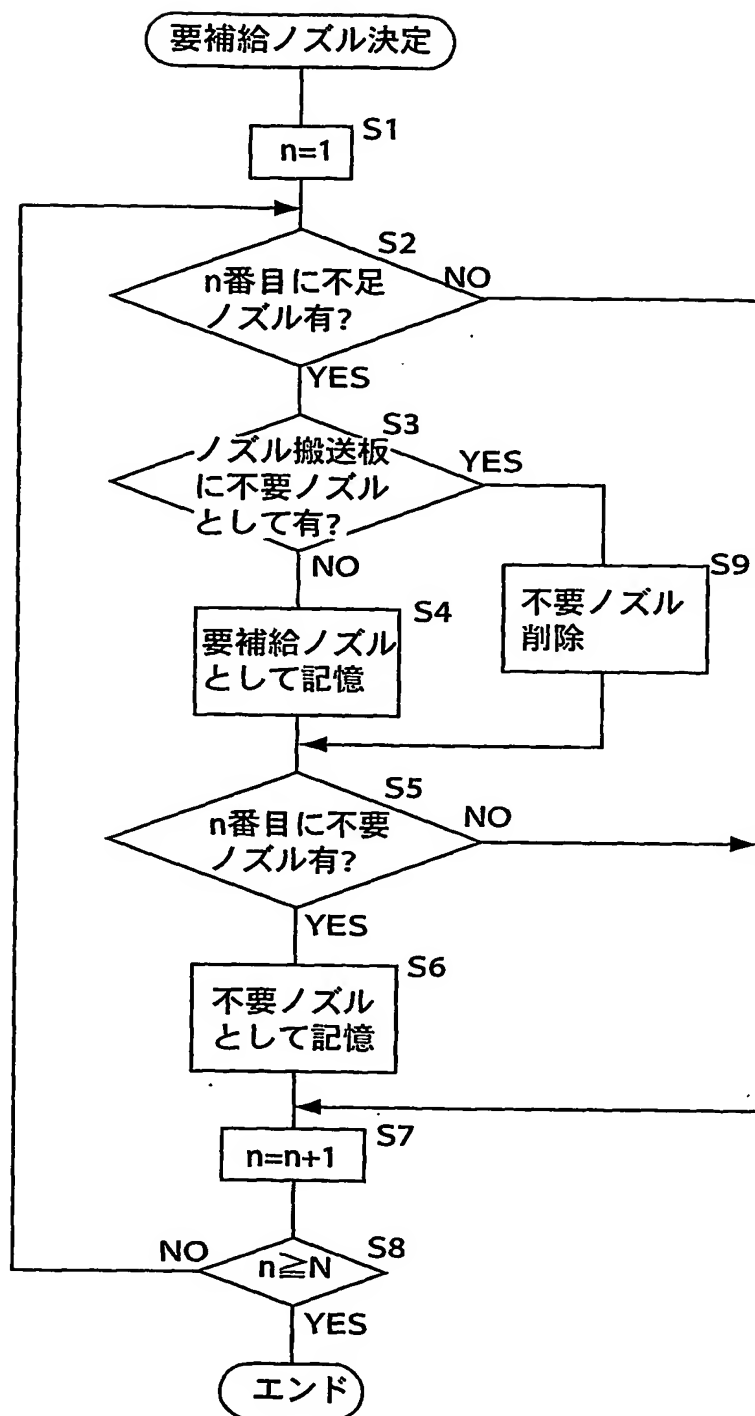 要補給ノズル決定
S1
n=1
S2
NO
n番目に不足
ノズル有?
YES
S3
ノズル搬送板
に不要ノズル
として有?
YES
NO
S9
不要ノズル
削除
S4
要補給ノズル
として記憶
S5
NO
n番目に不要
ノズル有?
YES
S6
不要ノズル
として記憶
S7
n=n+1
NO
S8
n≧N
YES
エンド